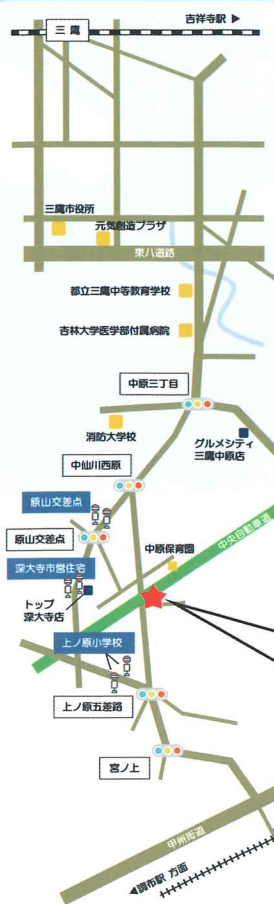 吉祥寺駅 ▶
三鷹
三鷹市役所
元気創造プラザ
東八道路
都立三鷹中等教育学校
杏林大学医学部付属病院
中原三丁目
消防大学校
グルメシティ
三鷹中原店
中仙川西原
原山交差点
原山交差点
中央自動車道
中原保育園
深大寺市営住宅
トップ
深大寺店
上ノ原小学校
上ノ原五差路
宮ノ上
甲州街道
◀調布駅 方面